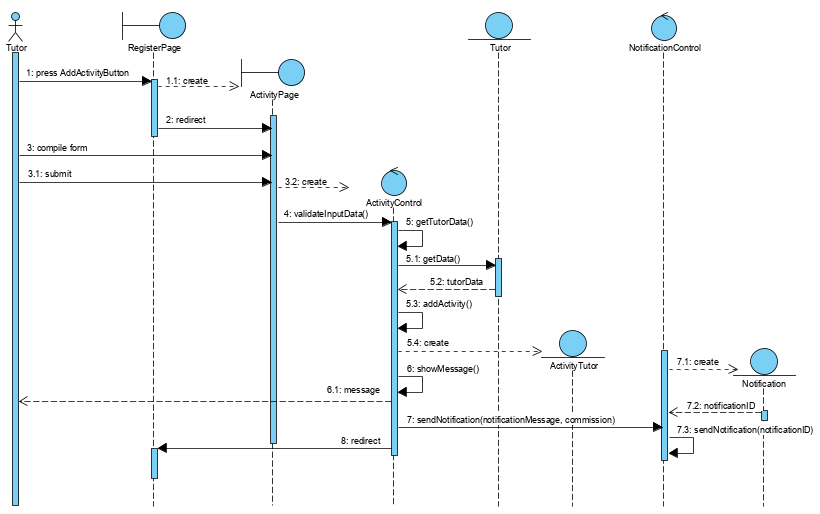 Tutor
RegisterPage
Tutor
NotificationControl
1: press AddActivityButton
1.1: create
ActivityPage
2: redirect
3: compile form
3.1: submit
3.2: create
ActivityControl
4: validateInputData()
5: getTutorData()
5.1: getData()
5.2: tutorData
5.3: addActivity()
5.4: create
ActivityTutor
7.1: create
6: showMessage()
Notification
6.1: message
7.2: notificationID
7: sendNotification(notificationMessage, commission)
7.3: sendNotification(notificationID)
8: redirect